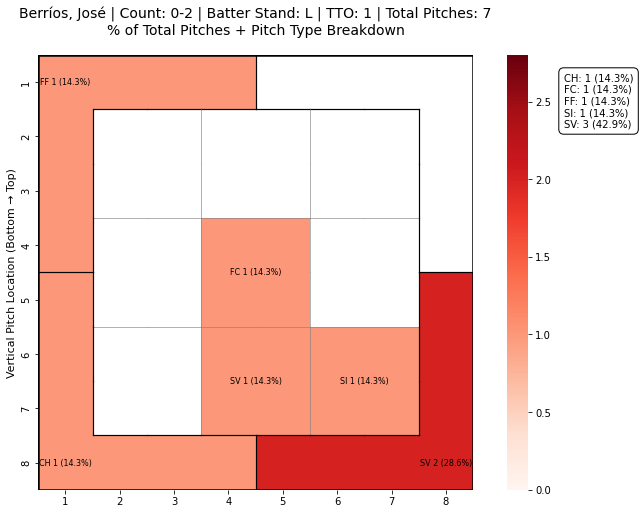 Berríos, José | Count: 0-2 | Batter Stand: L | TTO: 1 | Total Pitches: 7
% of Total Pitches + Pitch Type Breakdown
CH: 1 (14.3%)
FC: 1 (14.3%)
FF: 1 (14.3%)
SI: 1 (14.3%)
SV: 3 (42.9%)
Vertical Pitch Location (Bottom → Top)
1
2
3
4
5
6
7
8
FF 1 (14.3%)
FC 1 (14.3%)
SV 1 (14.3%)
SI 1 (14.3%)
CH 1 (14.3%)
SV 2 (28.6%)
1
2
3
4
5
6
7
8
2.5
2.0
1.5
1.0
0.5
0.0